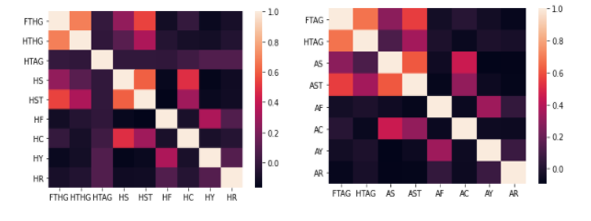 FTHG
HTHG
HTAG
HS
HST
HF
HC
HY
HR
FTHG HTHG HTAG HS HST HF HC HY HR
1.0
0.8
0.6
0.4
0.2
0.0
FTAG
HTAG
AS
AST
AF
AC
AY
AR
FTAG HTAG AS AST AF AC AY AR
1.0
0.8
0.6
0.4
0.2
0.0